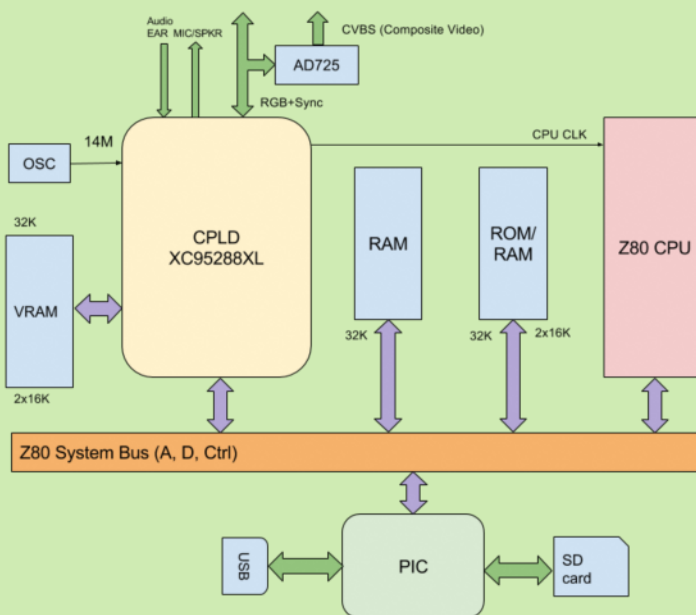 Audio
EAR MIC/SPKR
CVBS (Composite Video)
AD725
RGB+Sync
14M
CPU CLK
OSC
32K
CPLD
XC95288XL
RAM
ROM/
RAM
Z80 CPU
VRAM
32K
32K
2x16K
2x16K
Z80 System Bus (A, D, Ctrl)
USB
PIC
SD
card